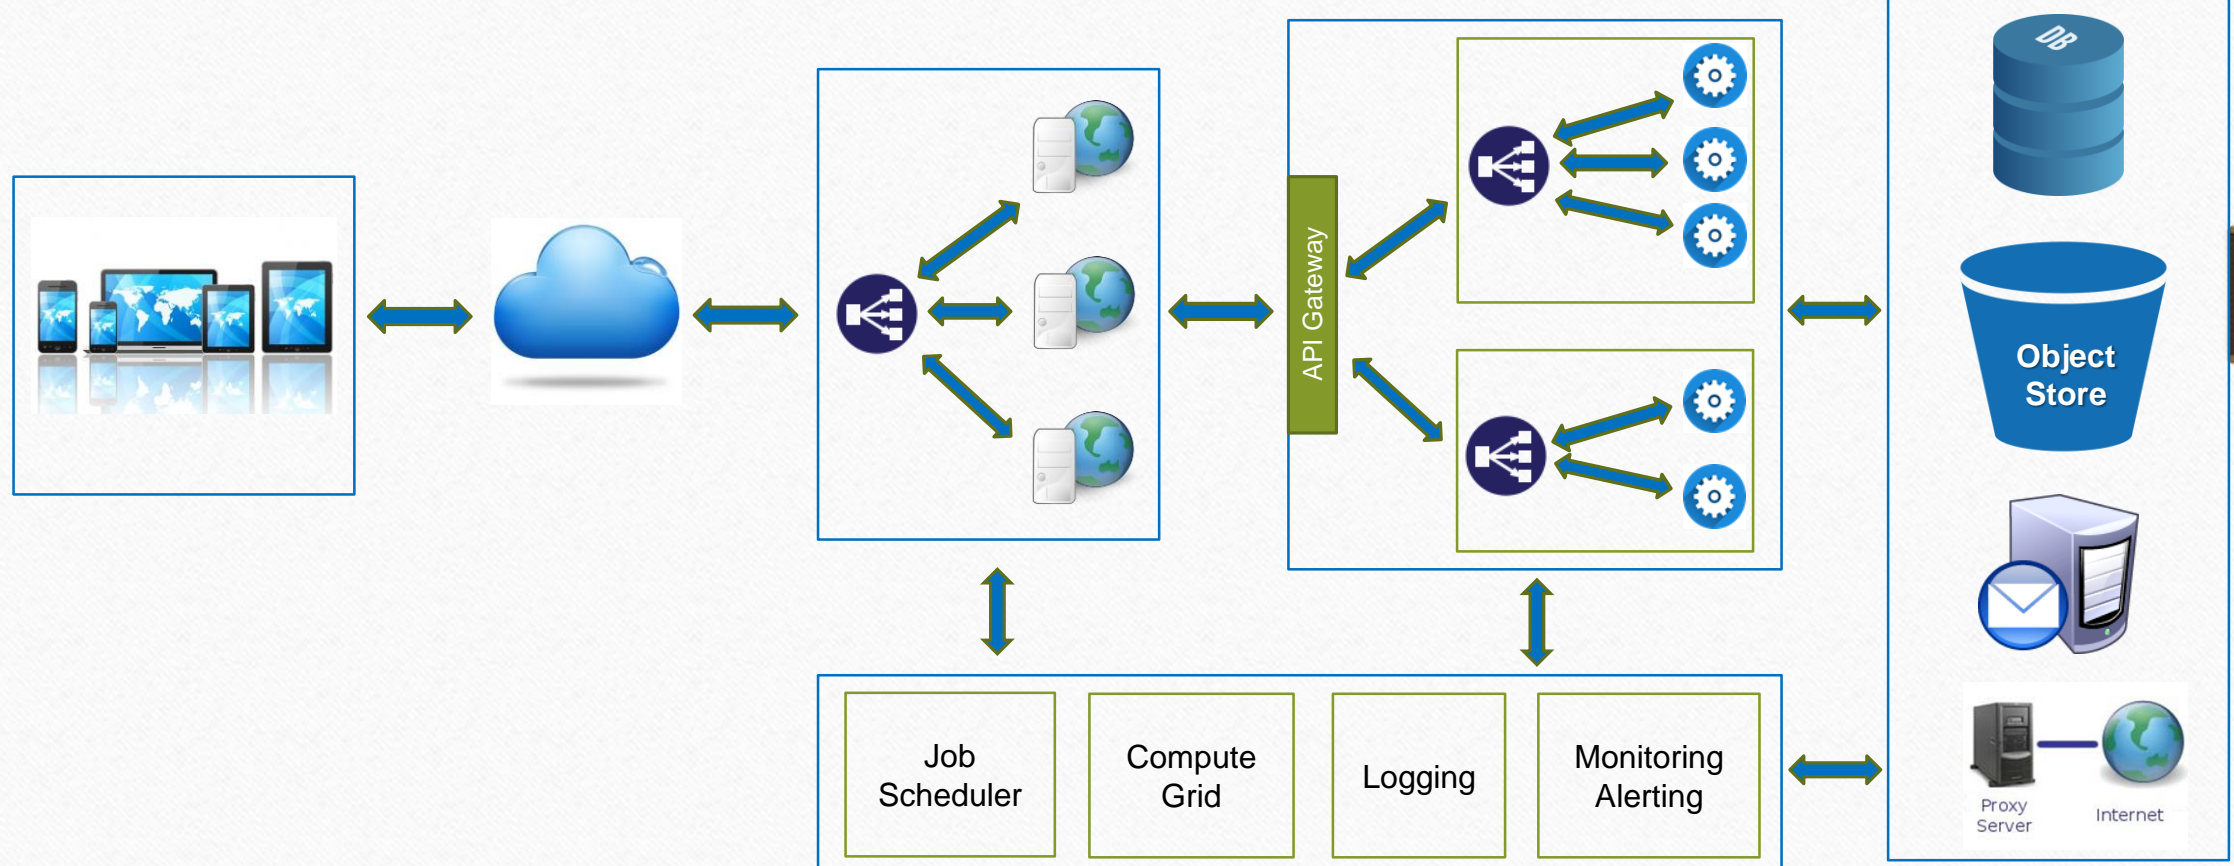 DB
API Gateway
Object
Store
Job
Scheduler
Compute
Grid
Logging
Monitoring
Alerting
Proxy
Server
Internet